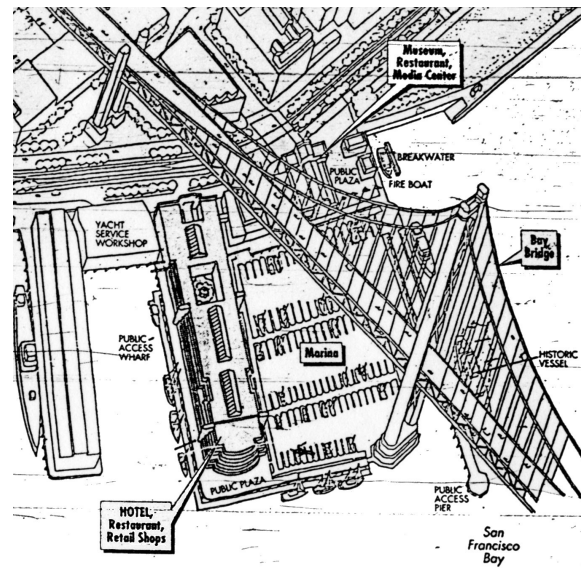 Museum,
Restaurant,
Media Center
BREAKWATER
PUBLIC
PLAZA
FIRE BOAT
YACHT
SERVICE
WORKSHOP
Bay
Bridge
PUBLIC
ACCESS
WHARF
Marina
HISTORIC
VESSEL
PUBLIC PLAZA
PUBLIC
ACCESS
PIER
HOTEL,
Restaurant,
Retail Shops
San
Francisco
Bay